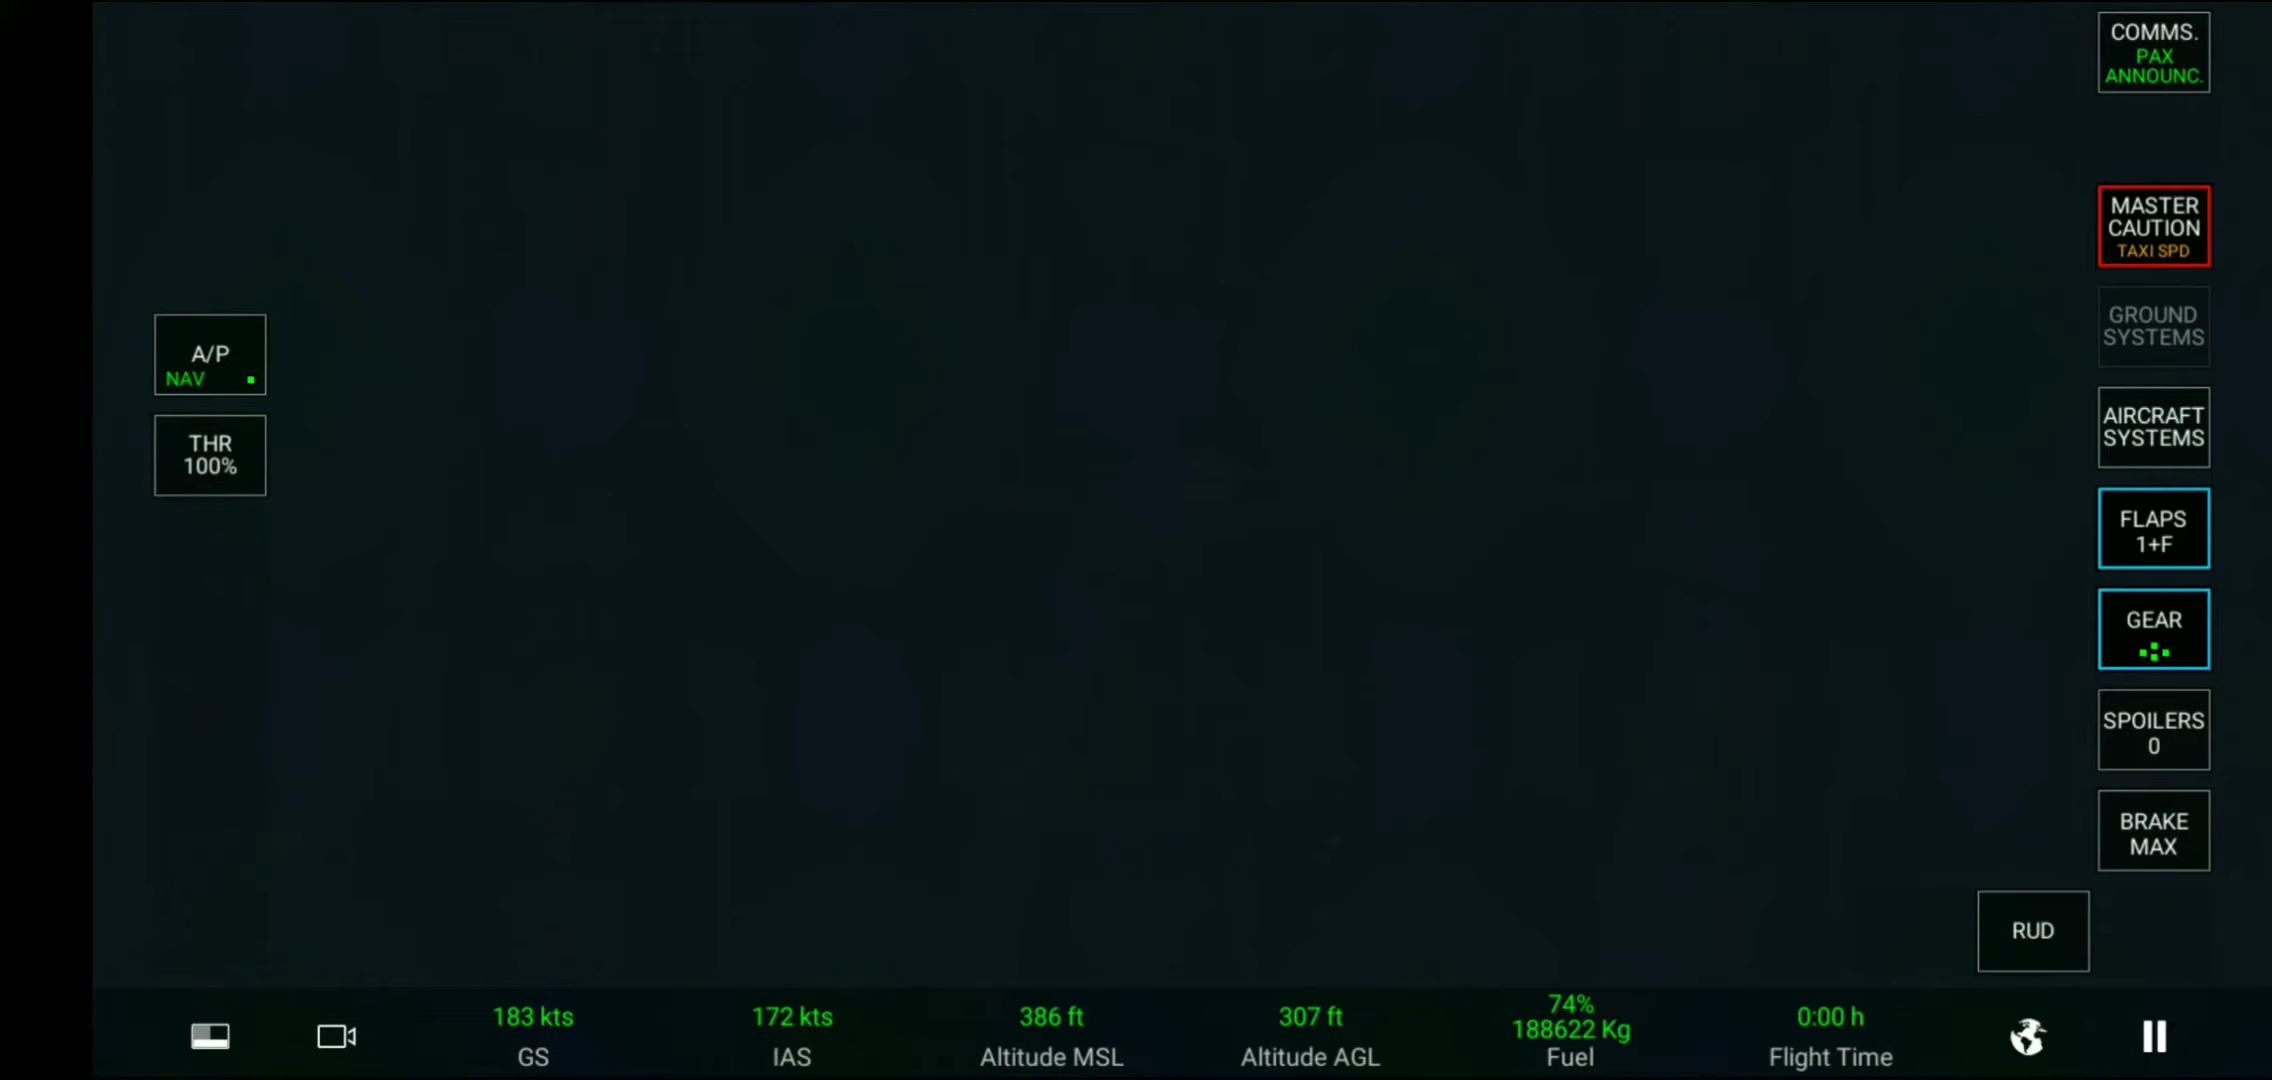 COMMS.
PAX
ANNOUNC.
MASTER
CAUTION
TAXI SPD
GROUND
SYSTEMS
A/P
NAV
AIRCRAFT
SYSTEMS
THR
100%
FLAPS
1+F
GEAR
SPOILERS
0
BRAKE
MAX
RUD
183 kts
GS
172 kts
IAS
386 ft
Altitude MSL
307 ft
Altitude AGL
74%
188622 Kg
Fuel
0:00 h
Flight Time